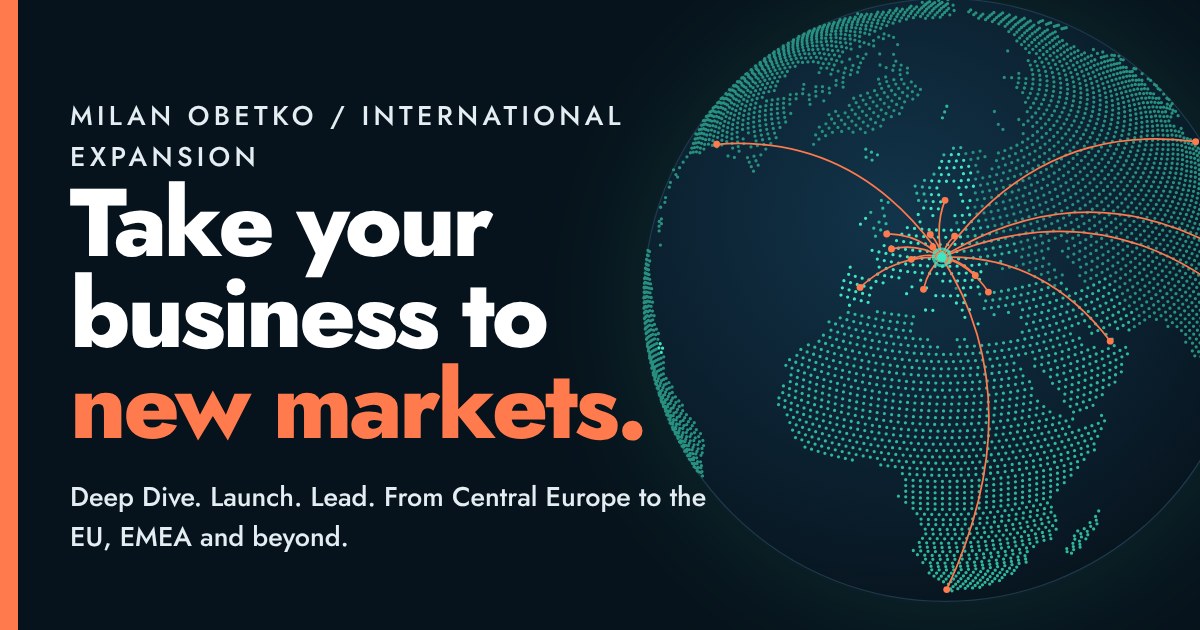 MILAN OBETKO / INTERNATIONAL
EXPANSION
Take your
business to
new markets.
Deep Dive. Launch. Lead. From Central Europe to the
EU, EMEA and beyond.